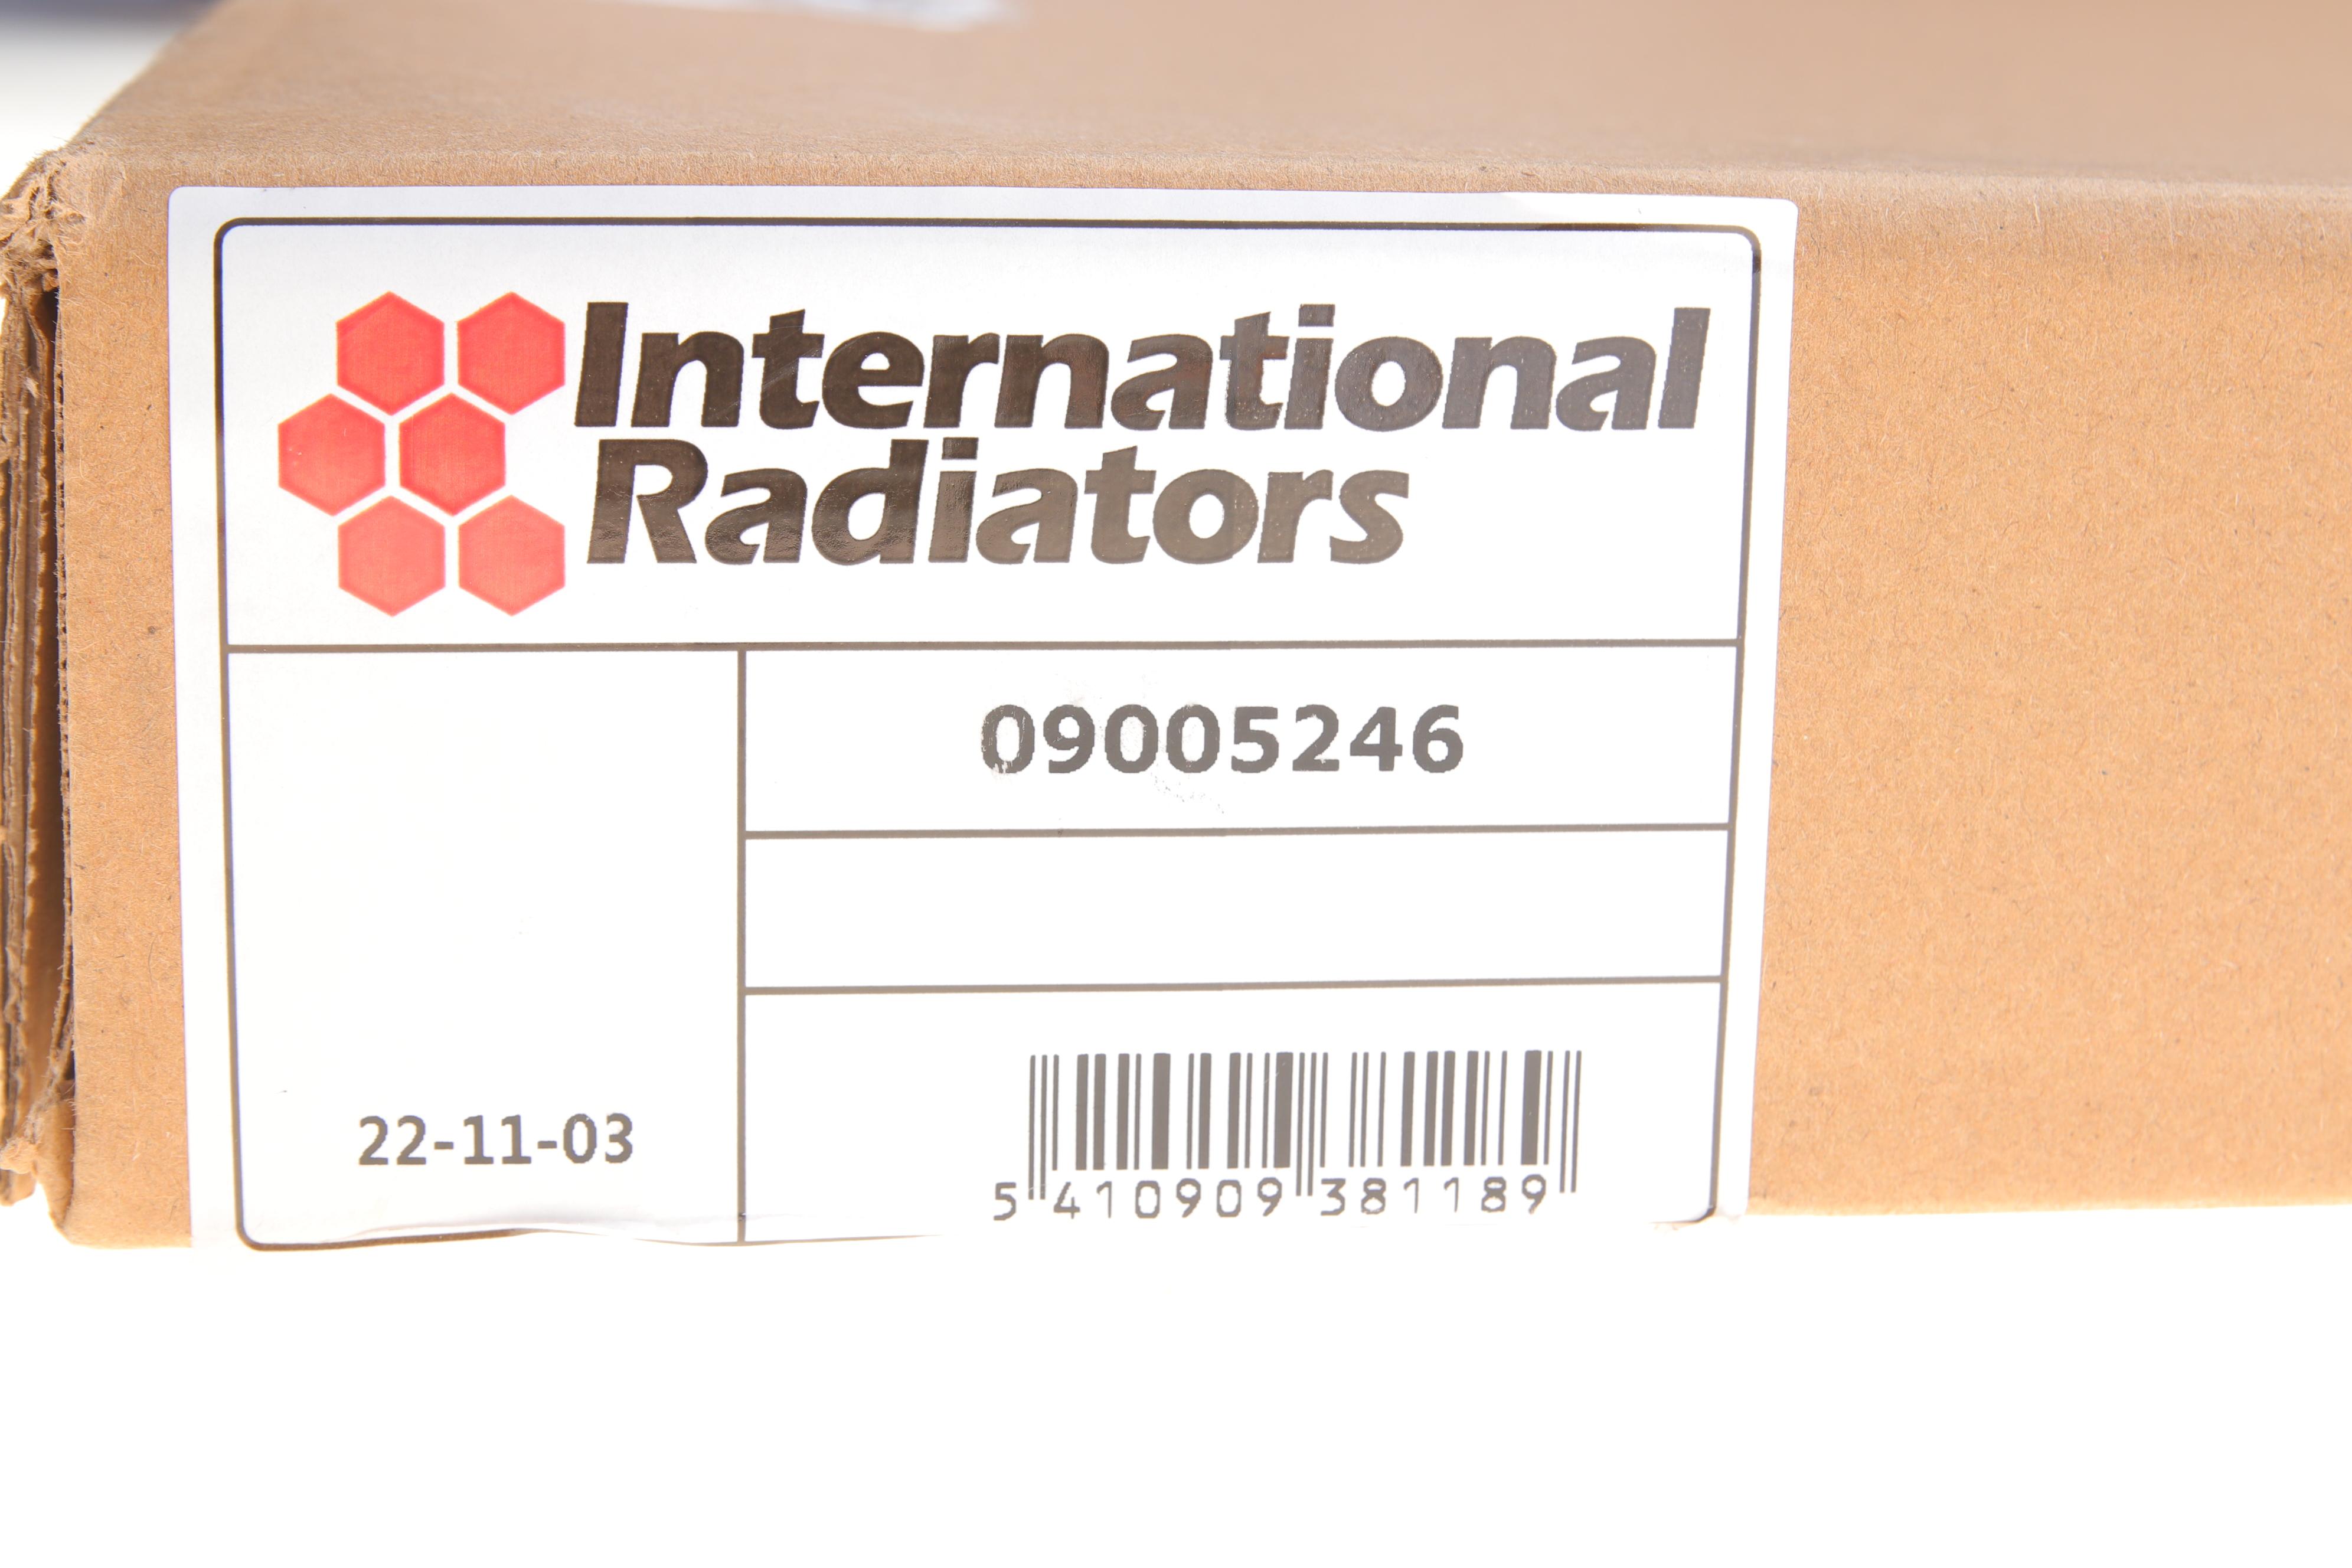 International
Radiators
09005246
22-11-03
5 410909 381189